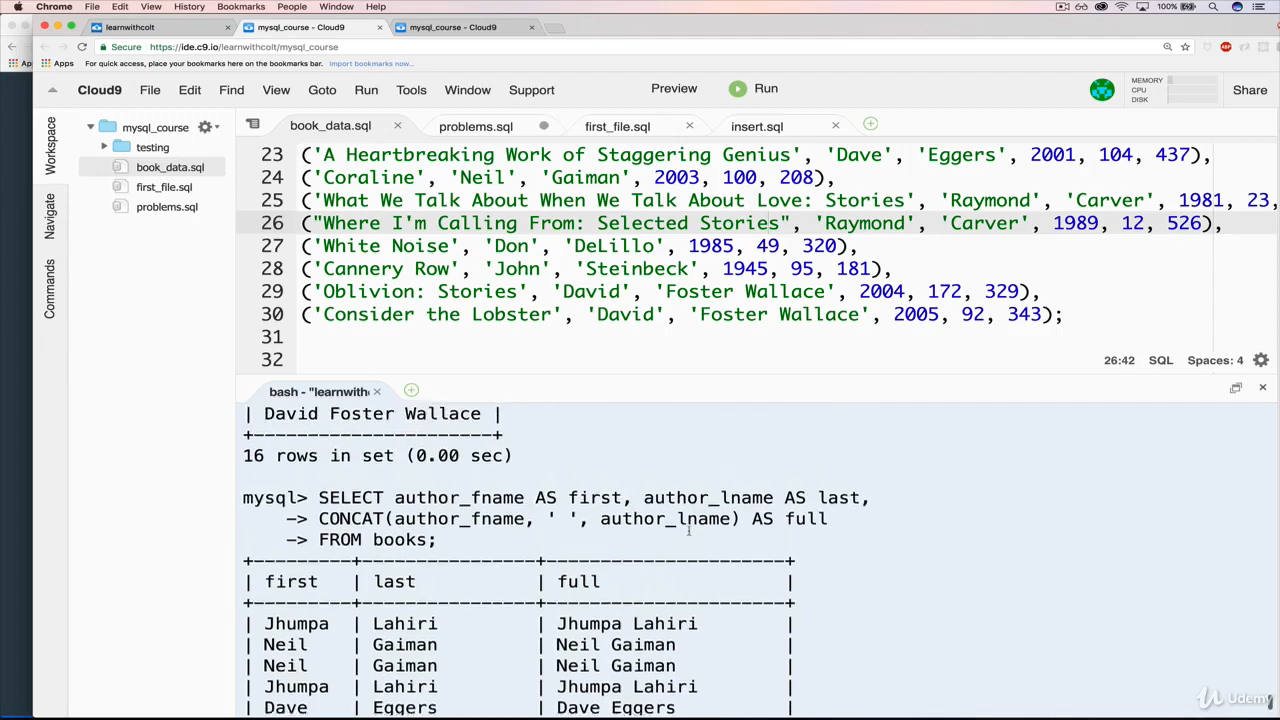 Chrome File Edit View History Bookmarks People Window Help 100%
learnwithcolt mysql_course - Cloud9 mysql_course - Cloud9
Secure https://ide.c9.io/learnwithcolt/mysql_course
Apps Apps For quick access, place your bookmarks here on the bookmarks bar. Import bookmarks now...
Cloud9 File Edit Find View Goto Run Tools Window Support Preview Run MEMORY CPU DISK Share
Workspace
Navigate
Commands
mysql_course
testing
book_data.sql
first_file.sql
problems.sql
book_data.sql problems.sql first_file.sql insert.sql
23 ('A Heartbreaking Work of Staggering Genius', 'Dave', 'Eggers', 2001, 104, 437),
24 ('Coraline', 'Neil', 'Gaiman', 2003, 100, 208),
25 ('What We Talk About When We Talk About Love: Stories', 'Raymond', 'Carver', 1981, 23,
26 ("Where I'm Calling From: Selected Stories", 'Raymond', 'Carver', 1989, 12, 526),
27 ('White Noise', 'Don', 'DeLillo', 1985, 49, 320),
28 ('Cannery Row', 'John', 'Steinbeck', 1945, 95, 181),
29 ('Oblivion: Stories', 'David', 'Foster Wallace', 2004, 172, 329),
30 ('Consider the Lobster', 'David', 'Foster Wallace', 2005, 92, 343);
31
32
26:42 SQL Spaces: 4
bash - "learnwith
| David Foster Wallace |
+----------------------+
16 rows in set (0.00 sec)
mysql> SELECT author_fname AS first, author_lname AS last,
-> CONCAT(author_fname, ' ', author_lname) AS full
-> FROM books;
+---------+----------------+----------------------+
| first | last | full |
+---------+----------------+----------------------+
| Jhumpa | Lahiri | Jhumpa Lahiri |
| Neil | Gaiman | Neil Gaiman |
| Neil | Gaiman | Neil Gaiman |
| Jhumpa | Lahiri | Jhumpa Lahiri |
| Dave | Eggers | Dave Eggers |
Udemy